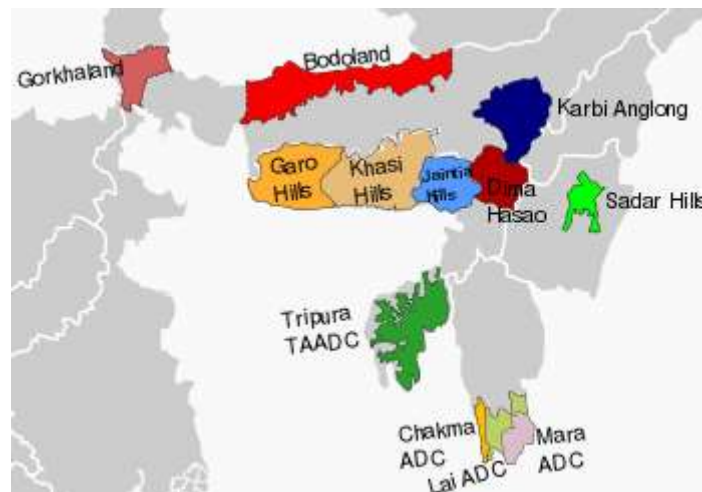 Gorkhaland
Bodoland
Karbi Anglong
Garo
Hills
Khasi
Hills
Jaintia
Hills
Dima
Hasao
Sadar Hills
Tripura
TAADC
Chakma
ADC
Lai ADC
Mara
ADC